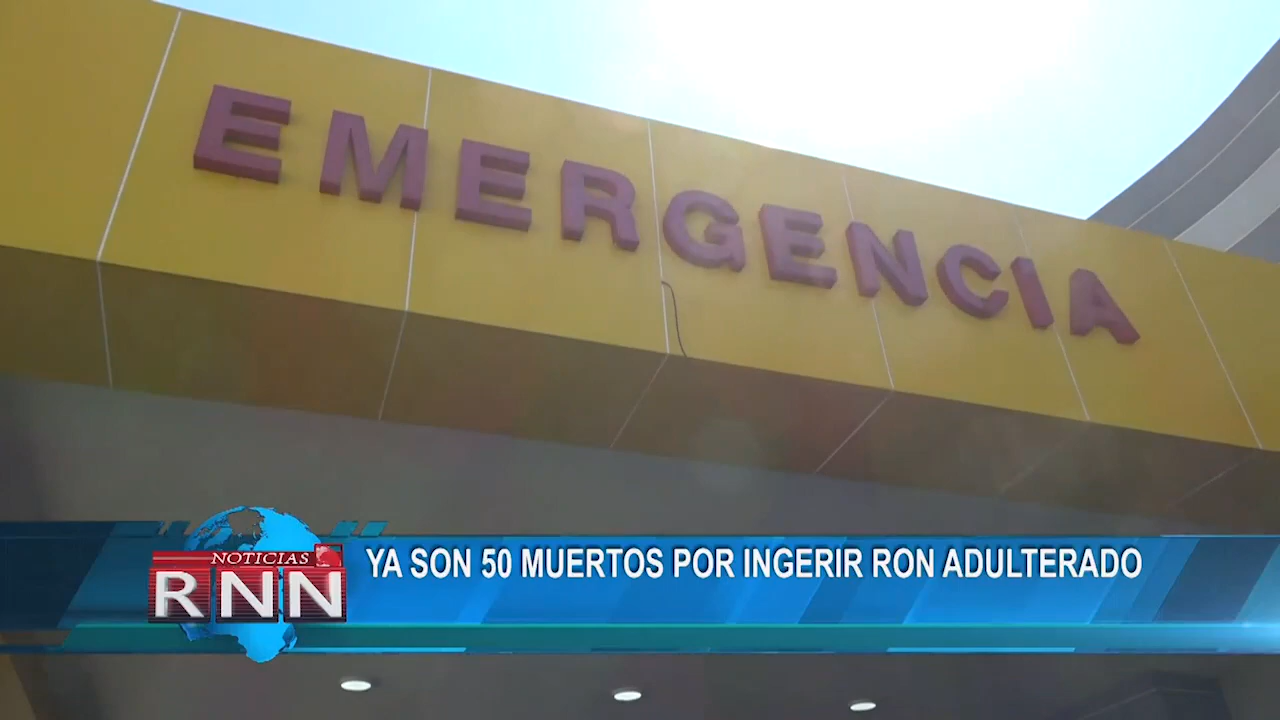 EMERGENCIA
NOTICIAS
RNN
YA SON 50 MUERTOS POR INGERIR RON ADULTERADO